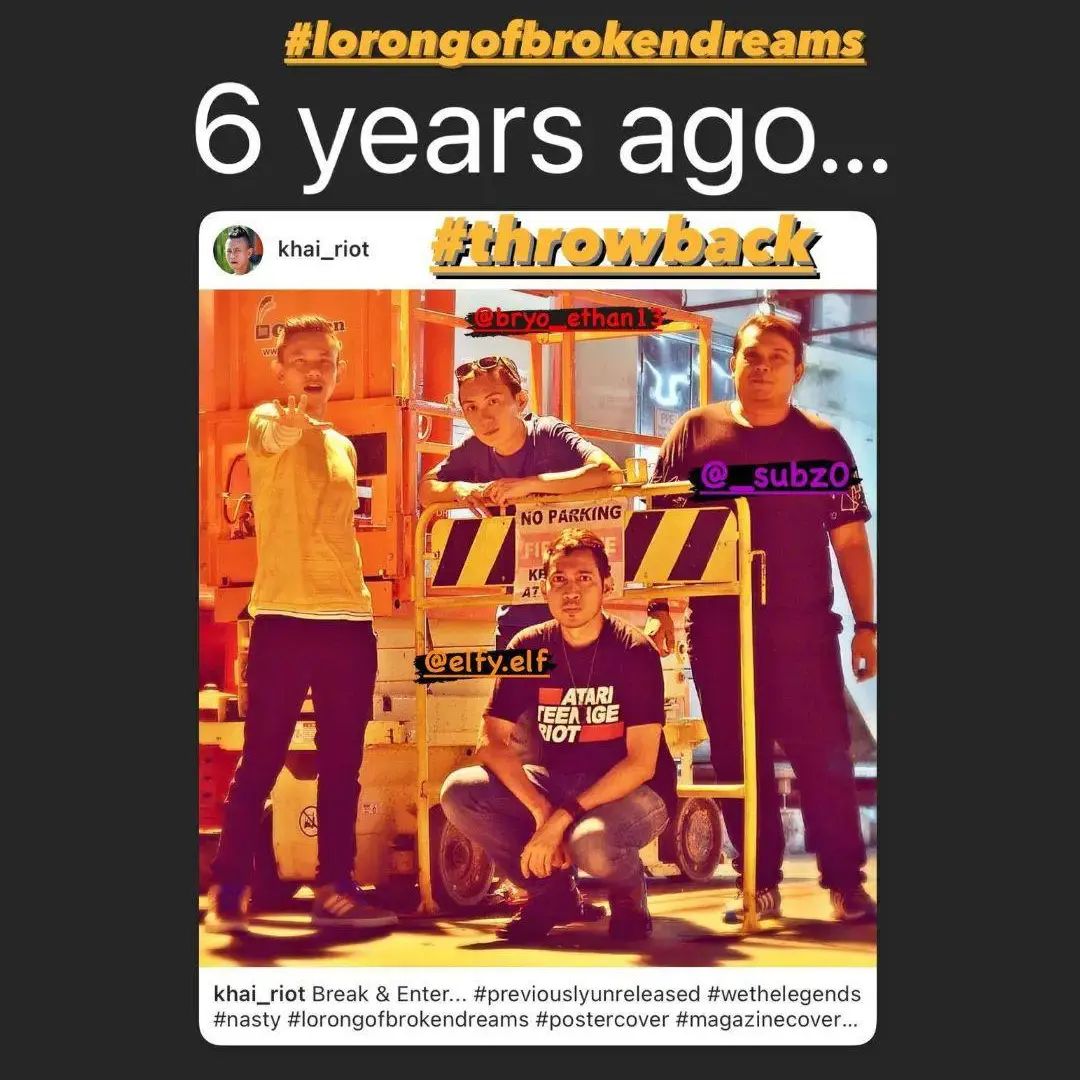 #lorongofbrokendreams
6 years ago...
khai_riot
#throwback
@bryo_ethan13
@_subz0
NO PARKING
@elfy.elf
ATARI
TEENAGE
RIOT
khai_riot Break & Enter... #previouslyunreleased #wethelegends
#nasty #lorongofbrokendreams #postercover #magazinecover...